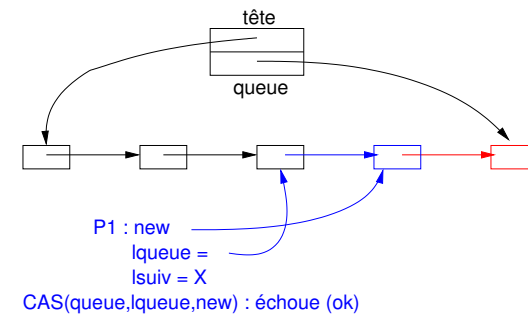 tête
queue
P1 : new
lqueue =
lsuiv = X
CAS(queue,lqueue,new) : échoue (ok)